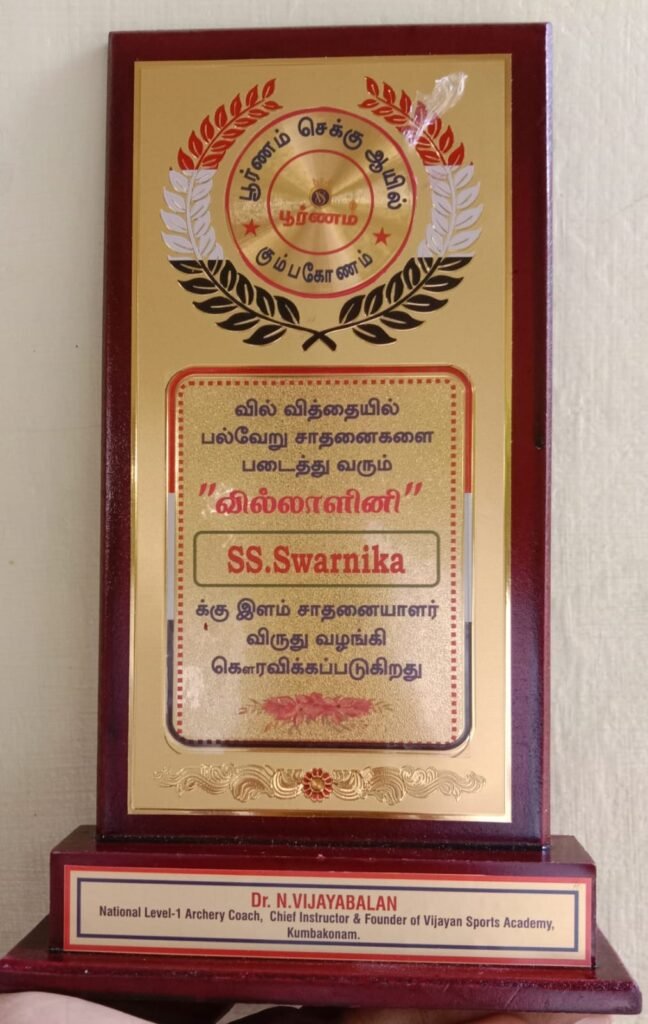 பூர்ணம் செக்கு ஆயில்
பூர்ணம்
கும்பகோணம்
வில் வித்தையில்
பல்வேறு சாதனைகளை
படைத்து வரும்
"வில்லாளினி"
SS.Swarnika
க்கு இளம் சாதனையாளர்
விருது வழங்கி
கௌரவிக்கப்படுகிறது
Dr. N.VIJAYABALAN
National Level-1 Archery Coach, Chief Instructor & Founder of Vijayan Sports Academy,
Kumbakonam.